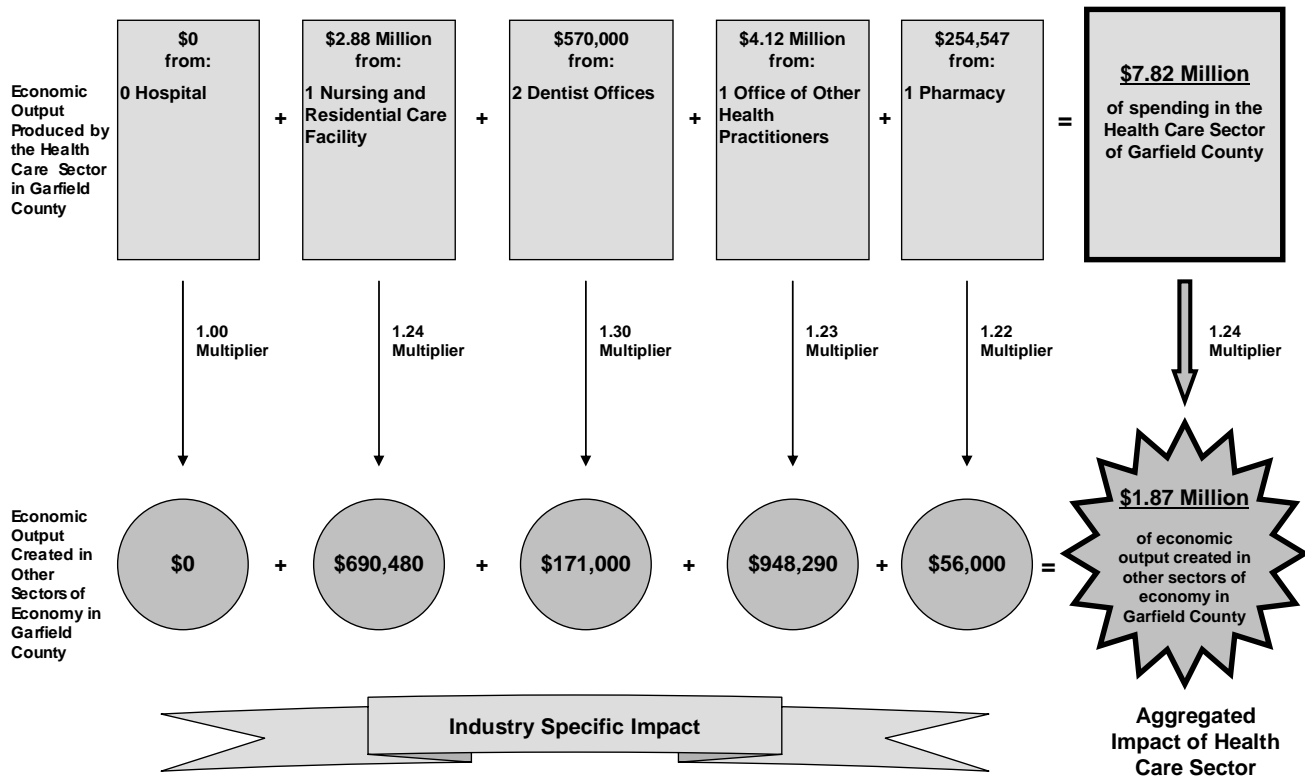 Economic
Output
Produced by
the Health
Care Sector
in Garfield
County
$0
from:
0 Hospital
+
$2.88 Million
from:
1 Nursing and
Residential Care
Facility
+
$570,000
from:
2 Dentist Offices
+
$4.12 Million
from:
1 Office of Other
Health
Practitioners
+
$254,547
from:
1 Pharmacy
=
$7.82 Million
of spending in the
Health Care Sector
of Garfield County
1.00
Multiplier
1.24
Multiplier
1.30
Multiplier
1.23
Multiplier
1.22
Multiplier
1.24
Multiplier
Economic
Output
Created in
Other
Sectors of
Economy in
Garfield
County
$0
+
$690,480
+
$171,000
+
$948,290
+
$56,000
=
$1.87 Million
of economic
output created in
other sectors of
economy in
Garfield County
Industry Specific Impact
Aggregated
Impact of Health
Care Sector